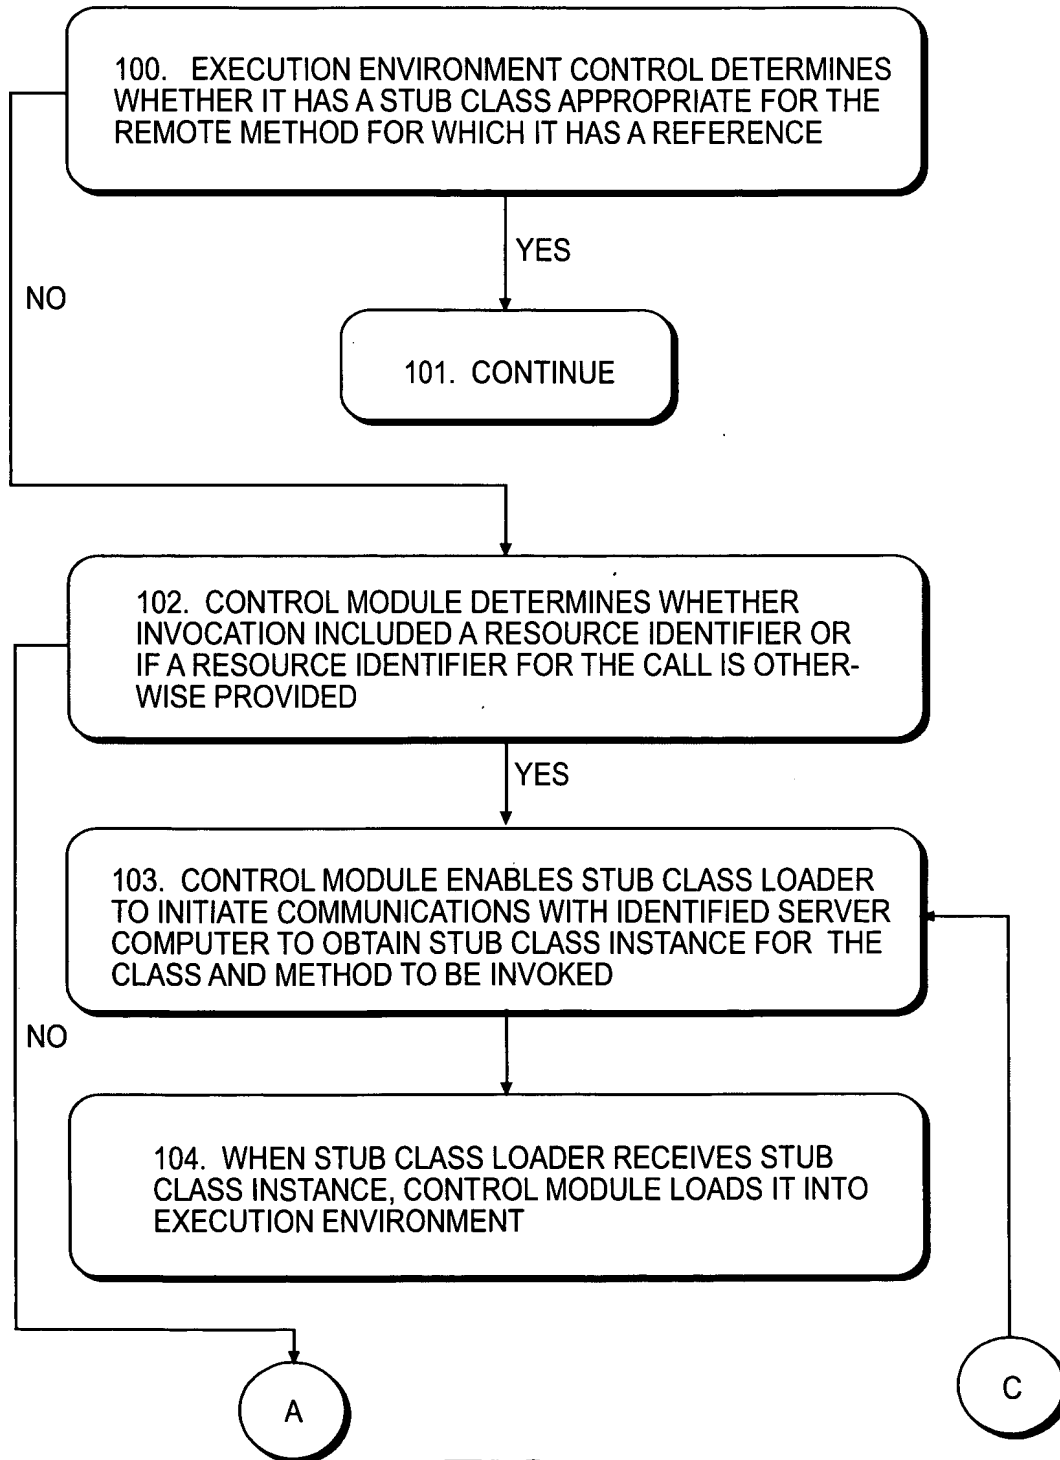 100. EXECUTION ENVIRONMENT CONTROL DETERMINES
WHETHER IT HAS A STUB CLASS APPROPRIATE FOR THE
REMOTE METHOD FOR WHICH IT HAS A REFERENCE
YES
NO
101. CONTINUE
102. CONTROL MODULE DETERMINES WHETHER
INVOCATION INCLUDED A RESOURCE IDENTIFIER OR
IF A RESOURCE IDENTIFIER FOR THE CALL IS OTHER-
WISE PROVIDED
YES
103. CONTROL MODULE ENABLES STUB CLASS LOADER
TO INITIATE COMMUNICATIONS WITH IDENTIFIED SERVER
COMPUTER TO OBTAIN STUB CLASS INSTANCE FOR THE
CLASS AND METHOD TO BE INVOKED
NO
104. WHEN STUB CLASS LOADER RECEIVES STUB
CLASS INSTANCE, CONTROL MODULE LOADS IT INTO
EXECUTION ENVIRONMENT
C
A